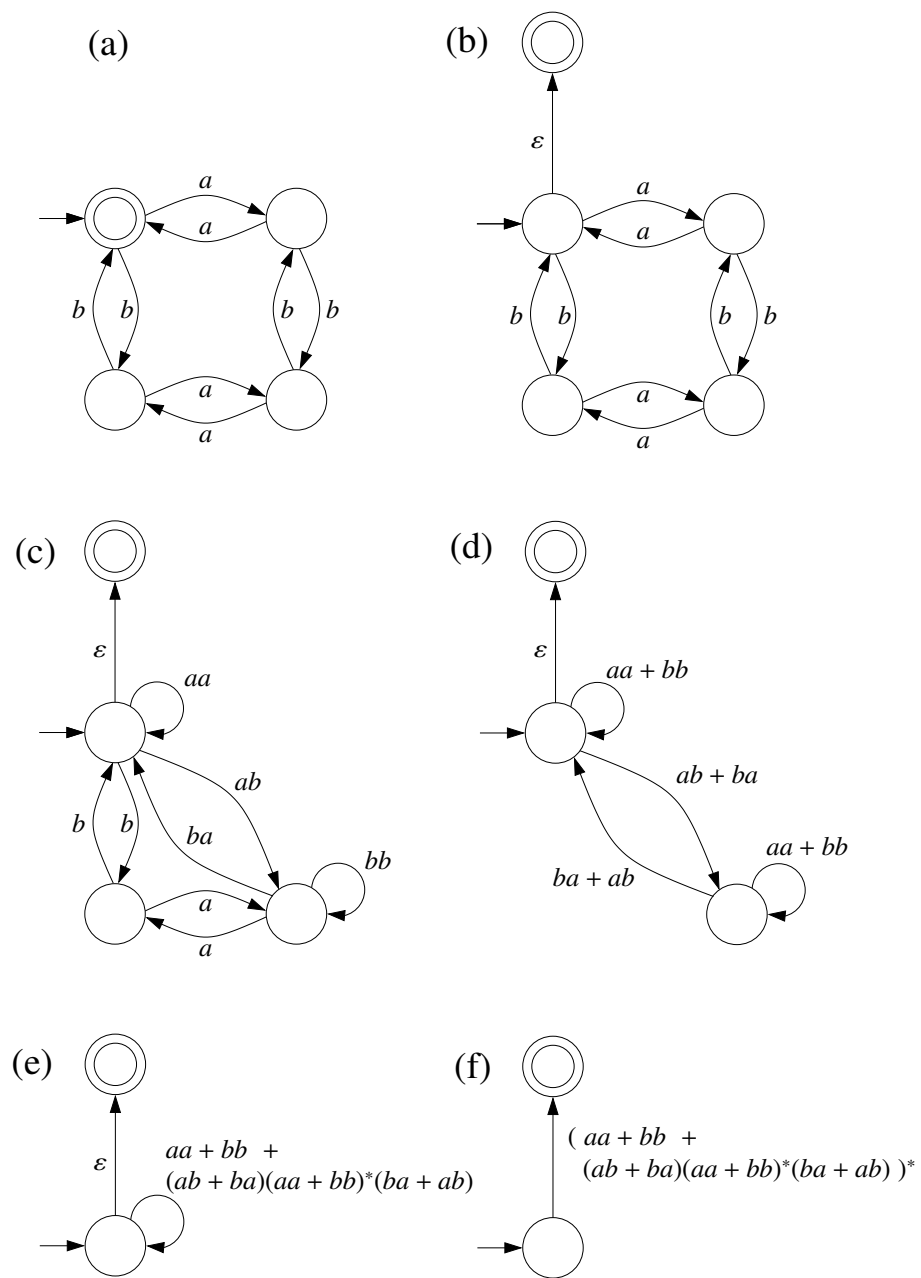 (a)
a
a
b
b
b
b
a
a
(b)
ε
a
a
b
b
b
b
a
a
(c)
ε
aa
ab
b
b
ba
bb
a
a
(d)
ε
aa + bb
ab + ba
ba + ab
aa + bb
(e)
ε
aa + bb +
(ab + ba)(aa + bb)*(ba + ab)
(f)
( aa + bb +
(ab + ba)(aa + bb)*(ba + ab) )*